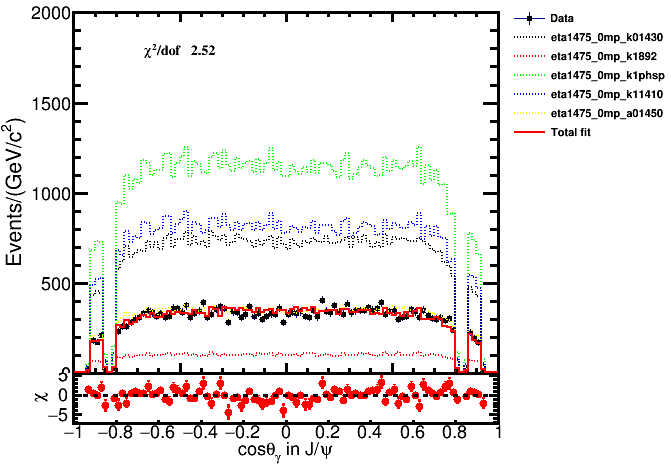 χ²/dof 2.52
Data
eta1475_0mp_k01430
eta1475_0mp_k1892
eta1475_0mp_k1phsp
eta1475_0mp_k11410
eta1475_0mp_a01450
Total fit
Events/(GeV/c²)
2000
1500
1000
500
0
5
0
−5
χ
−1 −0.8 −0.6 −0.4 −0.2 0 0.2 0.4 0.6 0.8 1
cosθγ in J/ψ